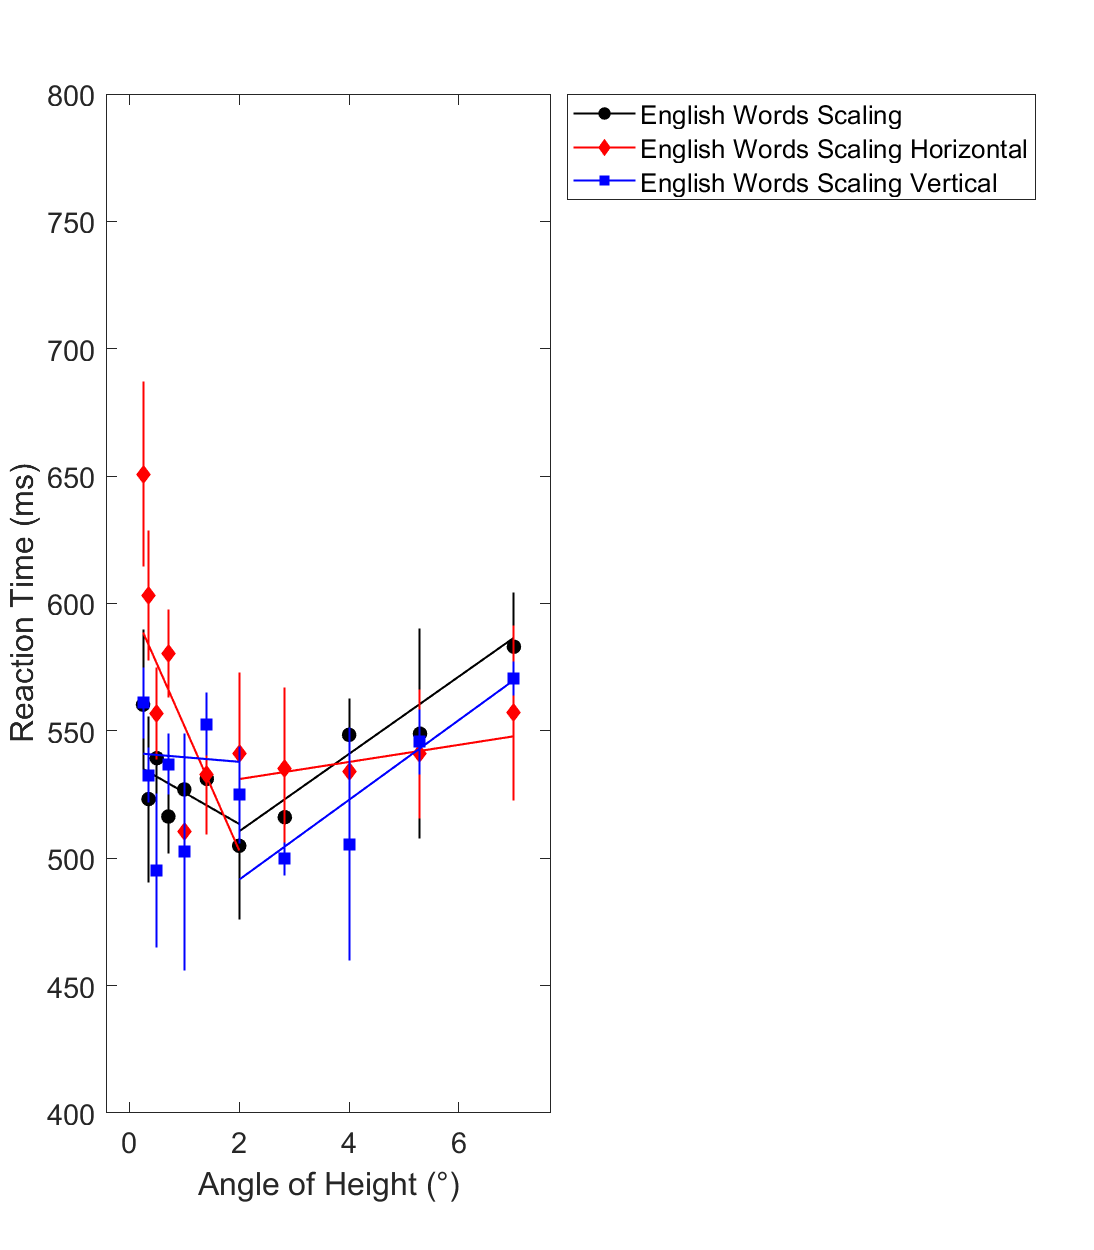 800
750
700
650
600
550
500
450
400
0 2 4 6
Reaction Time (ms)
Angle of Height (°)
English Words Scaling
English Words Scaling Horizontal
English Words Scaling Vertical